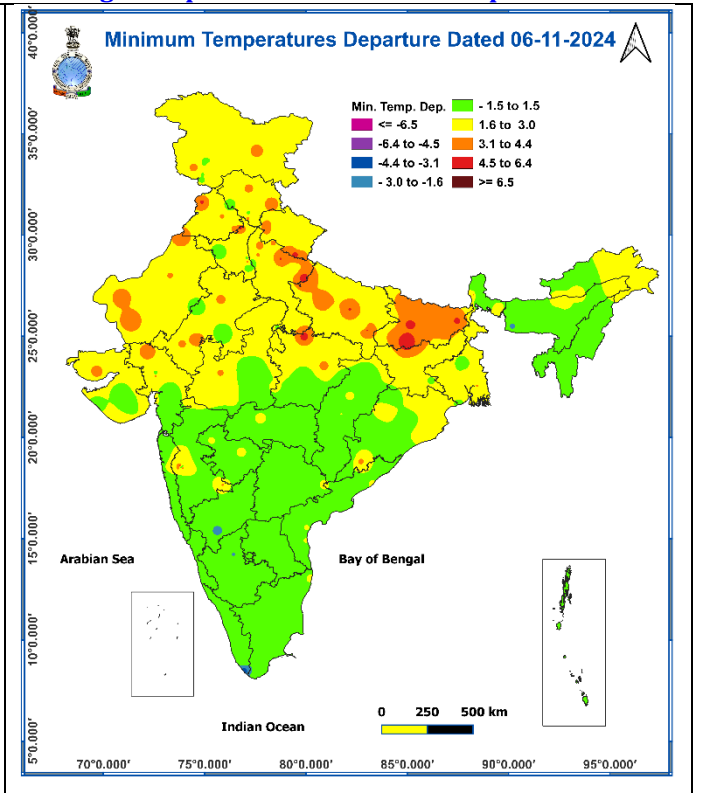 Minimum Temperatures Departure Dated 06-11-2024
Min. Temp. Dep.
<= -6.5
-6.4 to -4.5
-4.4 to -3.1
- 3.0 to -1.6
- 1.5 to 1.5
1.6 to 3.0
3.1 to 4.4
4.5 to 6.4
>= 6.5
40°0.000'
35°0.000'
30°0.000'
25°0.000'
20°0.000'
15°0.000'
10°0.000'
5°0.000'
Arabian Sea
Bay of Bengal
Indian Ocean
0 250 500 km
70°0.000' 75°0.000' 80°0.000' 85°0.000' 90°0.000' 95°0.000'